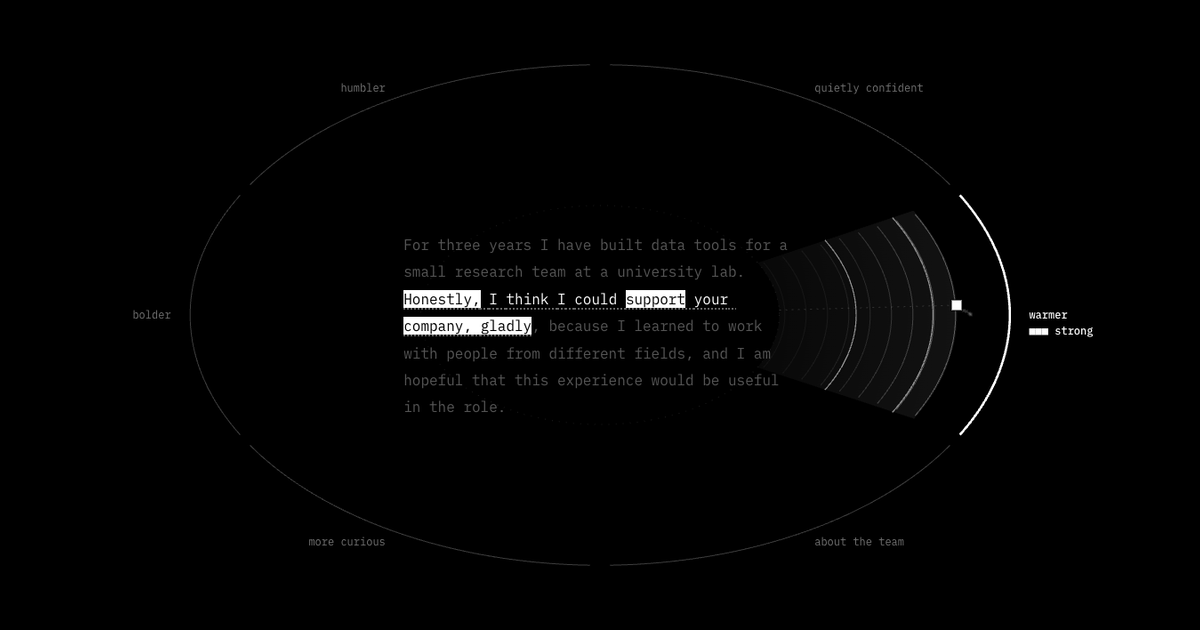 humbler
quietly confident
For three years I have built data tools for a
small research team at a university lab.
Honestly, I think I could support your
company, gladly, because I learned to work
with people from different fields, and I am
hopeful that this experience would be useful
in the role.
bolder
warmer
strong
more curious
about the team